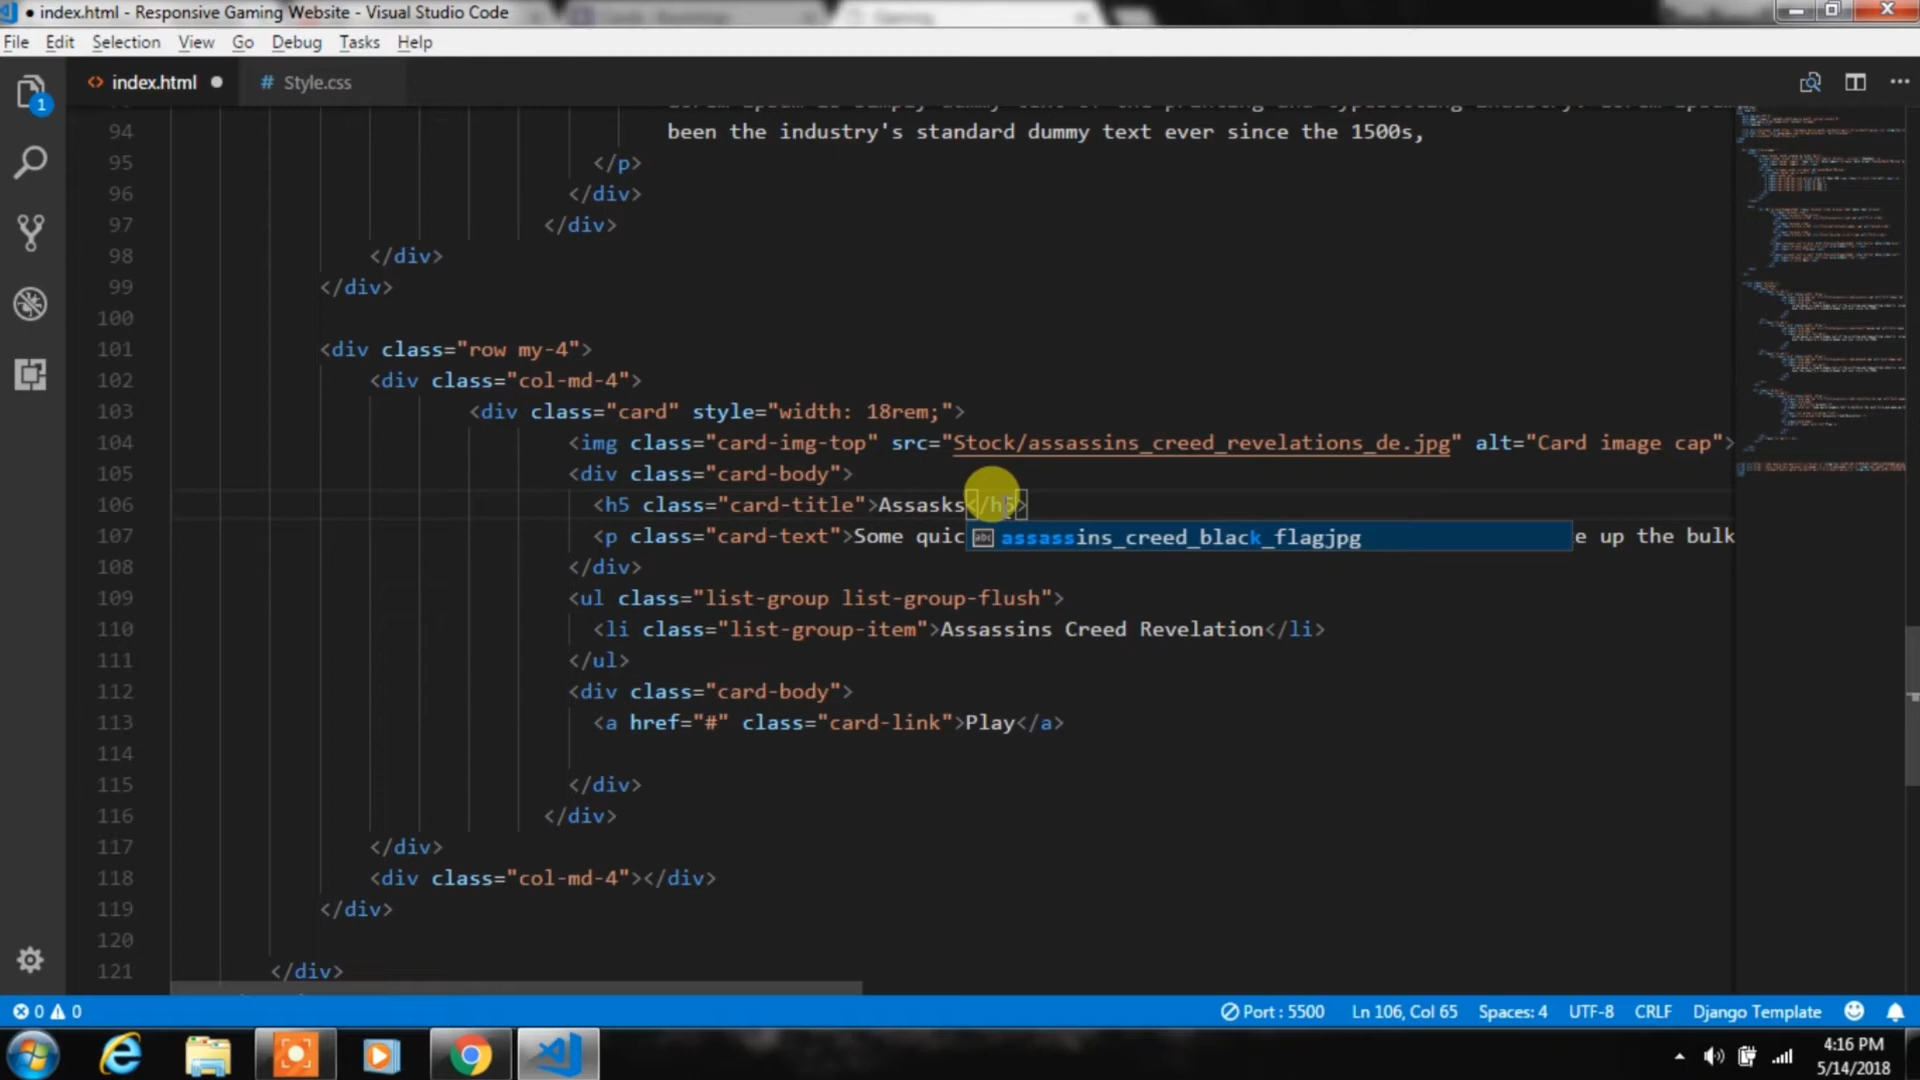 index.html - Responsive Gaming Website - Visual Studio Code
File Edit Selection View Go Debug Tasks Help
1
index.html
# Style.css
94 been the industry's standard dummy text ever since the 1500s,
95 </p>
96 </div>
97 </div>
98 </div>
99 </div>
100
101 <div class="row my-4">
102 <div class="col-md-4">
103 <div class="card" style="width: 18rem;">
104 <img class="card-img-top" src="Stock/assassins_creed_revelations_de.jpg" alt="Card image cap">
105 <div class="card-body">
106 <h5 class="card-title">Assasks</h5>
107 <p class="card-text">Some quic
abc assassins_creed_black_flagjpg
e up the bulk
108 </div>
109 <ul class="list-group list-group-flush">
110 <li class="list-group-item">Assassins Creed Revelation</li>
111 </ul>
112 <div class="card-body">
113 <a href="#" class="card-link">Play</a>
114
115 </div>
116 </div>
117 </div>
118 <div class="col-md-4"></div>
119 </div>
120
121 </div>
0 0
Port : 5500
Ln 106, Col 65
Spaces: 4
UTF-8
CRLF
Django Template
4:16 PM
5/14/2018